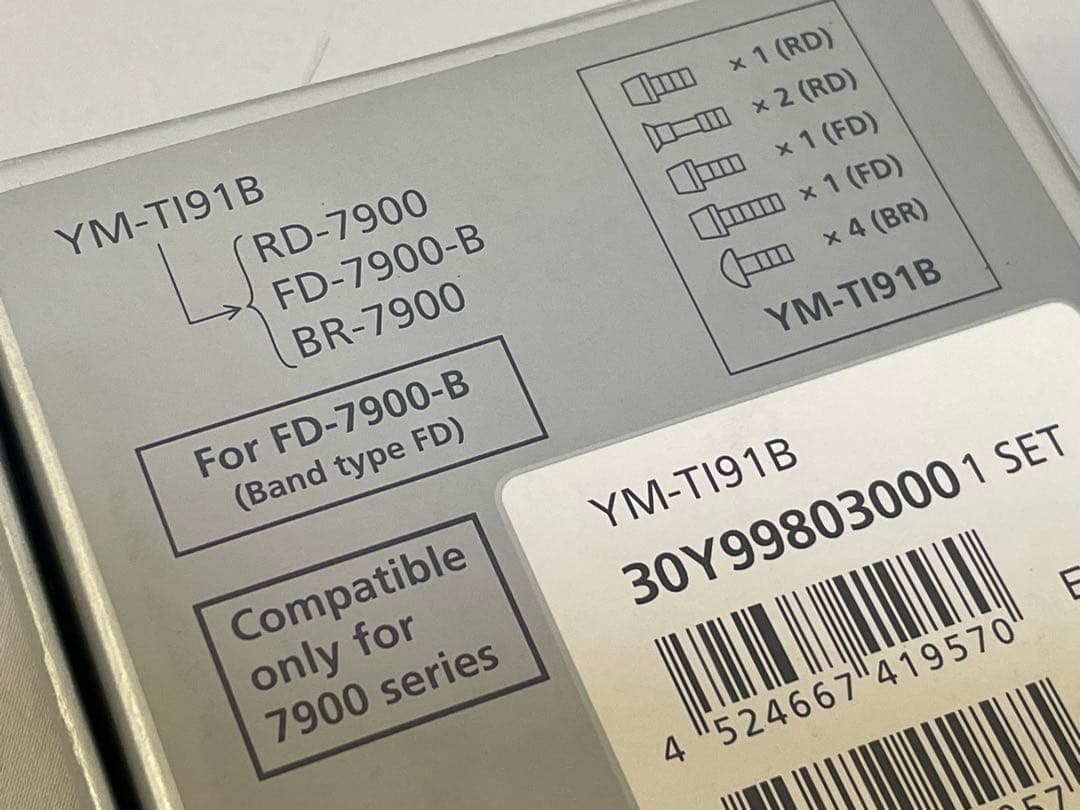 YM-TI91B
RD-7900
FD-7900-B
BR-7900
For FD-7900-B
(Band type FD)
Compatible
only for
7900 series
× 1 (RD)
× 2 (RD)
× 1 (FD)
× 1 (FD)
× 4 (BR)
YM-TI91B
YM-TI91B
30Y998030001 SET
4 524667 419570